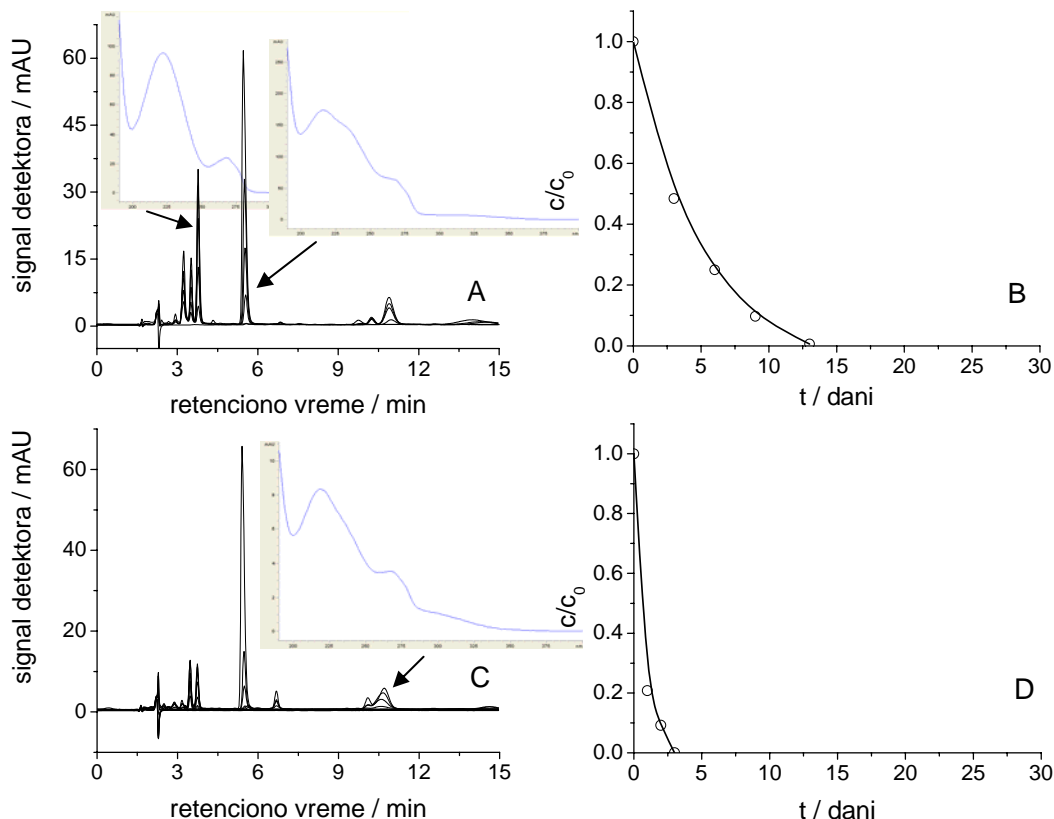 signal detektora / mAU
60
45
30
15
0
0 3 6 9 12 15
retenciono vreme / min
A
c/c0
1.0
0.8
0.6
0.4
0.2
0.0
0 5 10 15 20 25 30
t / dani
B
signal detektora / mAU
60
40
20
0
0 3 6 9 12 15
retenciono vreme / min
C
c/c0
1.0
0.8
0.6
0.4
0.2
0.0
0 5 10 15 20 25 30
t / dani
D